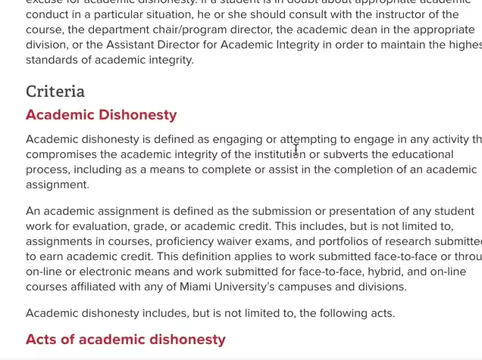 excuse for academic dishonesty. If a student is in doubt about appropriate academic
conduct in a particular situation, he or she should consult with the instructor of the
course, the department chair/program director, the academic dean in the appropriate
division, or the Assistant Director for Academic Integrity in order to maintain the highes
standards of academic integrity.
Criteria
Academic Dishonesty
Academic dishonesty is defined as engaging or attempting to engage in any activity th
compromises the academic integrity of the institution or subverts the educational
process, including as a means to complete or assist in the completion of an academic
assignment.
An academic assignment is defined as the submission or presentation of any student
work for evaluation, grade, or academic credit. This includes, but is not limited to,
assignments in courses, proficiency waiver exams, and portfolios of research submitte
to earn academic credit. This definition applies to work submitted face-to-face or throu
on-line or electronic means and work submitted for face-to-face, hybrid, and on-line
courses affiliated with any of Miami University's campuses and divisions.
Academic dishonesty includes, but is not limited to, the following acts.
Acts of academic dishonesty